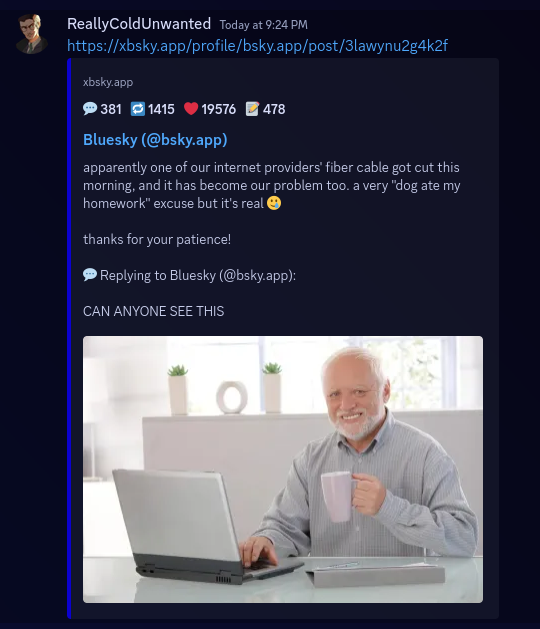 ReallyColdUnwanted Today at 9:24 PM
https://xbsky.app/profile/bsky.app/post/3lawynu2g4k2f
xbsky.app
💬 381 🔁 1415 ❤️ 19576 📝 478
Bluesky (@bsky.app)
apparently one of our internet providers' fiber cable got cut this
morning, and it has become our problem too. a very "dog ate my
homework" excuse but it's real 🥲
thanks for your patience!
💬 Replying to Bluesky (@bsky.app):
CAN ANYONE SEE THIS